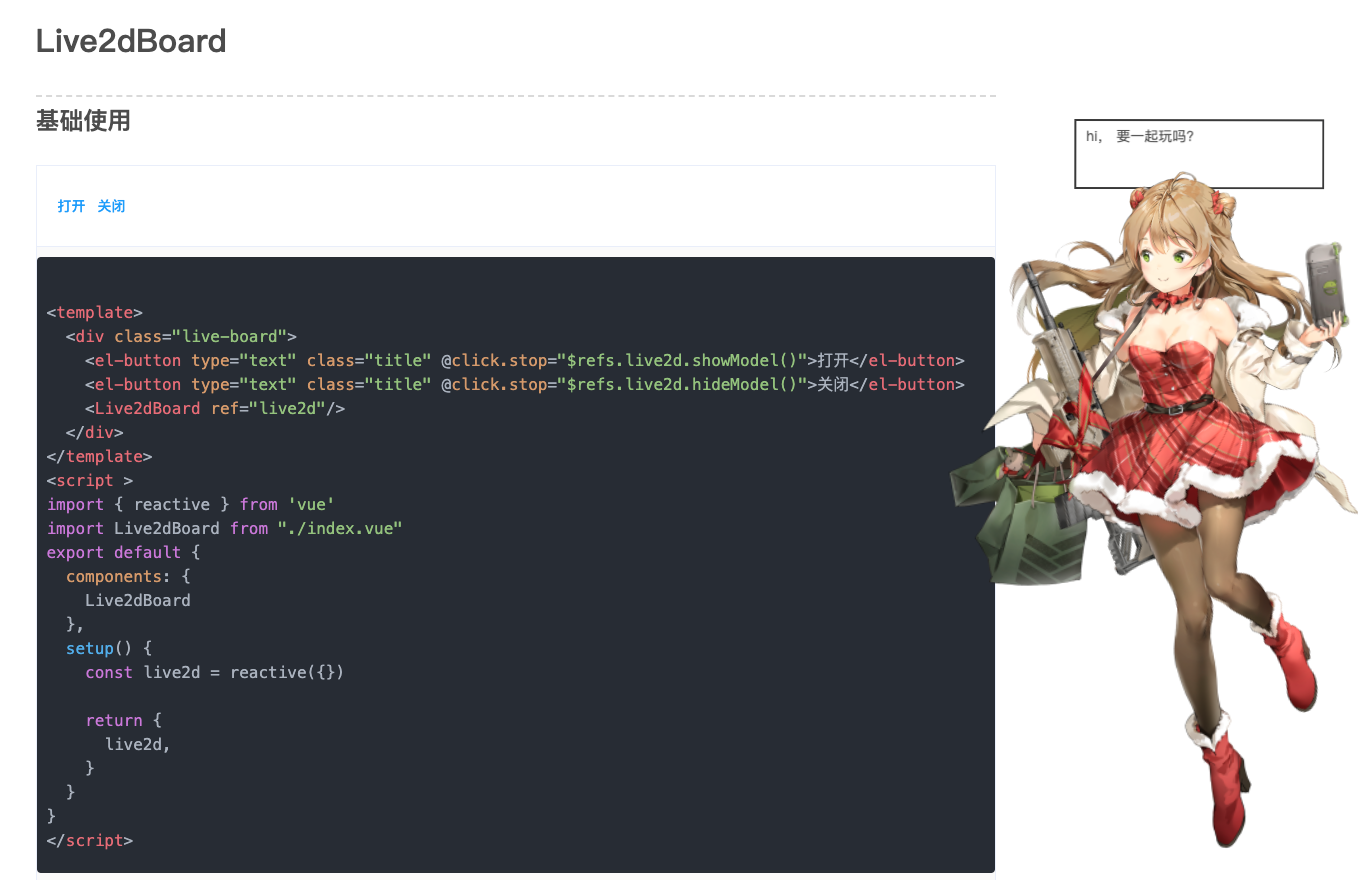 Live2dBoard
基础使用
hi， 要一起玩吗？
打开 关闭
<template>
  <div class="live-board">
    <el-button type="text" class="title" @click.stop="$refs.live2d.showModel()">打开</el-button>
    <el-button type="text" class="title" @click.stop="$refs.live2d.hideModel()">关闭</el-button>
    <Live2dBoard ref="live2d"/>
  </div>
</template>
<script >
import { reactive } from 'vue'
import Live2dBoard from "./index.vue"
export default {
  components: {
    Live2dBoard
  },
  setup() {
    const live2d = reactive({})
    return {
      live2d,
    }
  }
}
</script>